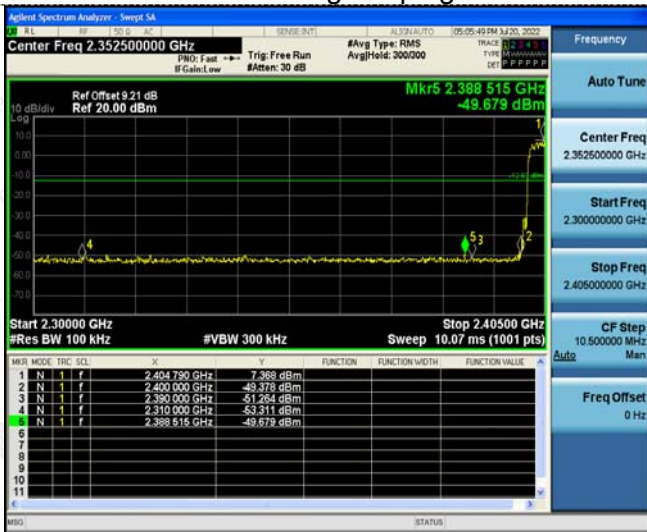 Agilent Spectrum Analyzer - Swept SA
RL RF 50 Ω AC SENSE:INT ALIGN AUTO 05:05:49 PM Jul 20, 2022
Center Freq 2.352500000 GHz
PNO: Fast
IFGain:Low
Trig: Free Run
#Atten: 30 dB
#Avg Type: RMS
Avg|Hold: 300/300
TRACE 1 2 3 4 5
TYPE
DET P P P P P P
Ref Offset 9.21 dB
Ref 20.00 dBm
10 dB/div
Log
Mkr5 2.388 515 GHz
-49.679 dBm
10.0
0.00
-10.0
-20.0
-30.0
-40.0
-50.0
-60.0
-70.0
1
4
5
3
2
Start 2.30000 GHz Stop 2.40500 GHz
#Res BW 100 kHz #VBW 300 kHz Sweep 10.07 ms (1001 pts)
MKR MODE TRC SCL X Y FUNCTION FUNCTION WIDTH FUNCTION VALUE
1 N 1 f 2.404 790 GHz 7.368 dBm
2 N 1 f 2.400 000 GHz -49.378 dBm
3 N 1 f 2.390 000 GHz -51.264 dBm
4 N 1 f 2.310 000 GHz -53.311 dBm
5 N 1 f 2.388 515 GHz -49.679 dBm
6
7
8
9
10
11
MSG STATUS
Frequency
Auto Tune
Center Freq
2.352500000 GHz
Start Freq
2.300000000 GHz
Stop Freq
2.405000000 GHz
CF Step
10.500000 MHz
Auto Man
Freq Offset
0 Hz